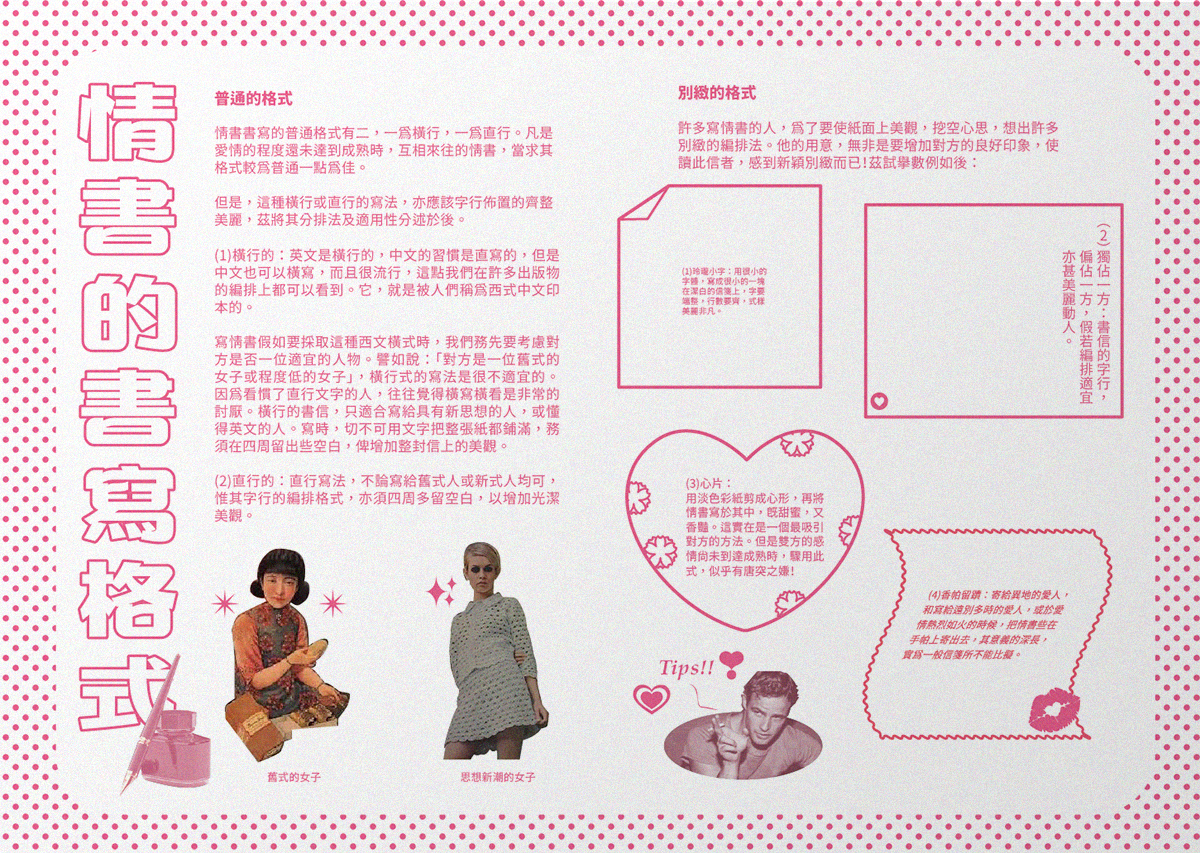 情書的書寫格式
普通的格式
情書書寫的普通格式有二，一爲橫行，一爲直行。凡是
愛情的程度還未達到成熟時，互相來往的情書，當求其
格式較爲普通一點爲佳。
但是，這種橫行或直行的寫法，亦應該字行佈置的齊整
美麗，茲將其分排法及適用性分述於後。
(1)橫行的：英文是橫行的，中文的習慣是直寫的，但是
中文也可以橫寫，而且很流行，這點我們在許多出版物
的編排上都可以看到。它，就是被人們稱爲西式中文印
本的。
寫情書假如要採取這種西文橫式時，我們務先要考慮對
方是否一位適宜的人物。譬如說：「對方是一位舊式的
女子或程度低的女子」，橫行式的寫法是很不適宜的。
因爲看慣了直行文字的人，往往覺得橫寫橫看是非常的
討厭。橫行的書信，只適合寫給具有新思想的人，或懂
得英文的人。寫時，切不可用文字把整張紙都鋪滿，務
須在四周留出些空白，俾增加整封信上的美觀。
(2)直行的：直行寫法，不論寫給舊式人或新式人均可，
惟其字行的編排格式，亦須四周多留空白，以增加光潔
美觀。
舊式的女子
思想新潮的女子
別緻的格式
許多寫情書的人，爲了要使紙面上美觀，挖空心思，想出許多
別緻的編排法。他的用意，無非是要增加對方的良好印象，使
讀此信者，感到新穎別緻而已!茲試舉數例如後：
(1)玲瓏小字：用很小的
字體，寫成很小的一塊
在潔白的信箋上，字要
端整，行數要齊，式樣
美麗非凡。
(2)獨佔一方：書信的字行，
偏佔一方，假若編排適宜
亦甚美麗動人。
(3)心片：
用淡色彩紙剪成心形，再將
情書寫於其中，旣甜蜜，又
香豔。這實在是一個最吸引
對方的方法。但是雙方的感
情尚未到達成熟時，驟用此
式，似乎有唐突之嫌!
(4)香帕留蹟：寄給異地的愛人，
和寫給遠別多時的愛人，或於愛
情熱烈如火的時候，把情書些在
手帕上寄出去，其意義的深長，
實爲一般信箋所不能比擬。
Tips!!